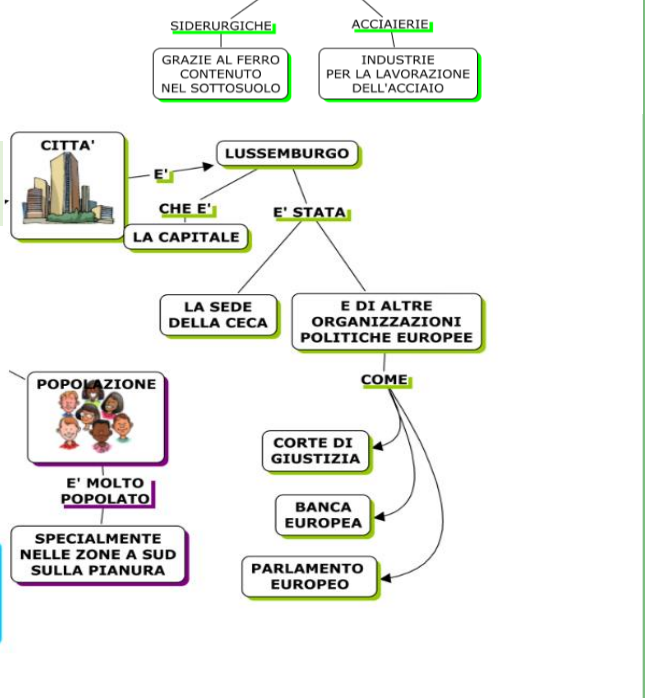 SIDERURGICHE
ACCIAIERIE
GRAZIE AL FERRO
CONTENUTO
NEL SOTTOSUOLO
INDUSTRIE
PER LA LAVORAZIONE
DELL'ACCIAIO
CITTA'
E'
LUSSEMBURGO
CHE E'
LA CAPITALE
E' STATA
LA SEDE
DELLA CECA
E DI ALTRE
ORGANIZZAZIONI
POLITICHE EUROPEE
COME
CORTE DI
GIUSTIZIA
BANCA
EUROPEA
PARLAMENTO
EUROPEO
POPOLAZIONE
E' MOLTO
POPOLATO
SPECIALMENTE
NELLE ZONE A SUD
SULLA PIANURA